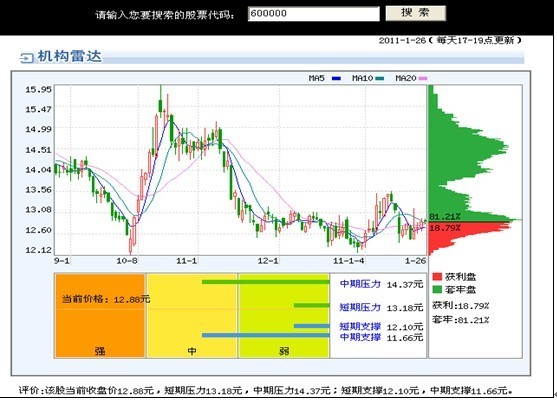 请输入您要搜索的股票代码： 600000 搜 索
2011-1-26（每天17-19点更新）
机构雷达
MA5 MA10 MA20
15.95
15.47
14.99
14.51
14.04
13.56
13.08
12.60
12.12
81.21%
18.79%
9-1 10-8 12-1 11-1-4 1-26
获利盘
套牢盘
获利:18.79%
套牢:81.21%
中期压力 14.37元
当前价格：12.88元
短期压力 13.18元
短期支撑 12.10元
中期支撑 11.66元
强 中 弱
评价:该股当前收盘价12.88元，短期压力13.18元，中期压力14.37元；短期支撑12.10元，中期支撑11.66元。